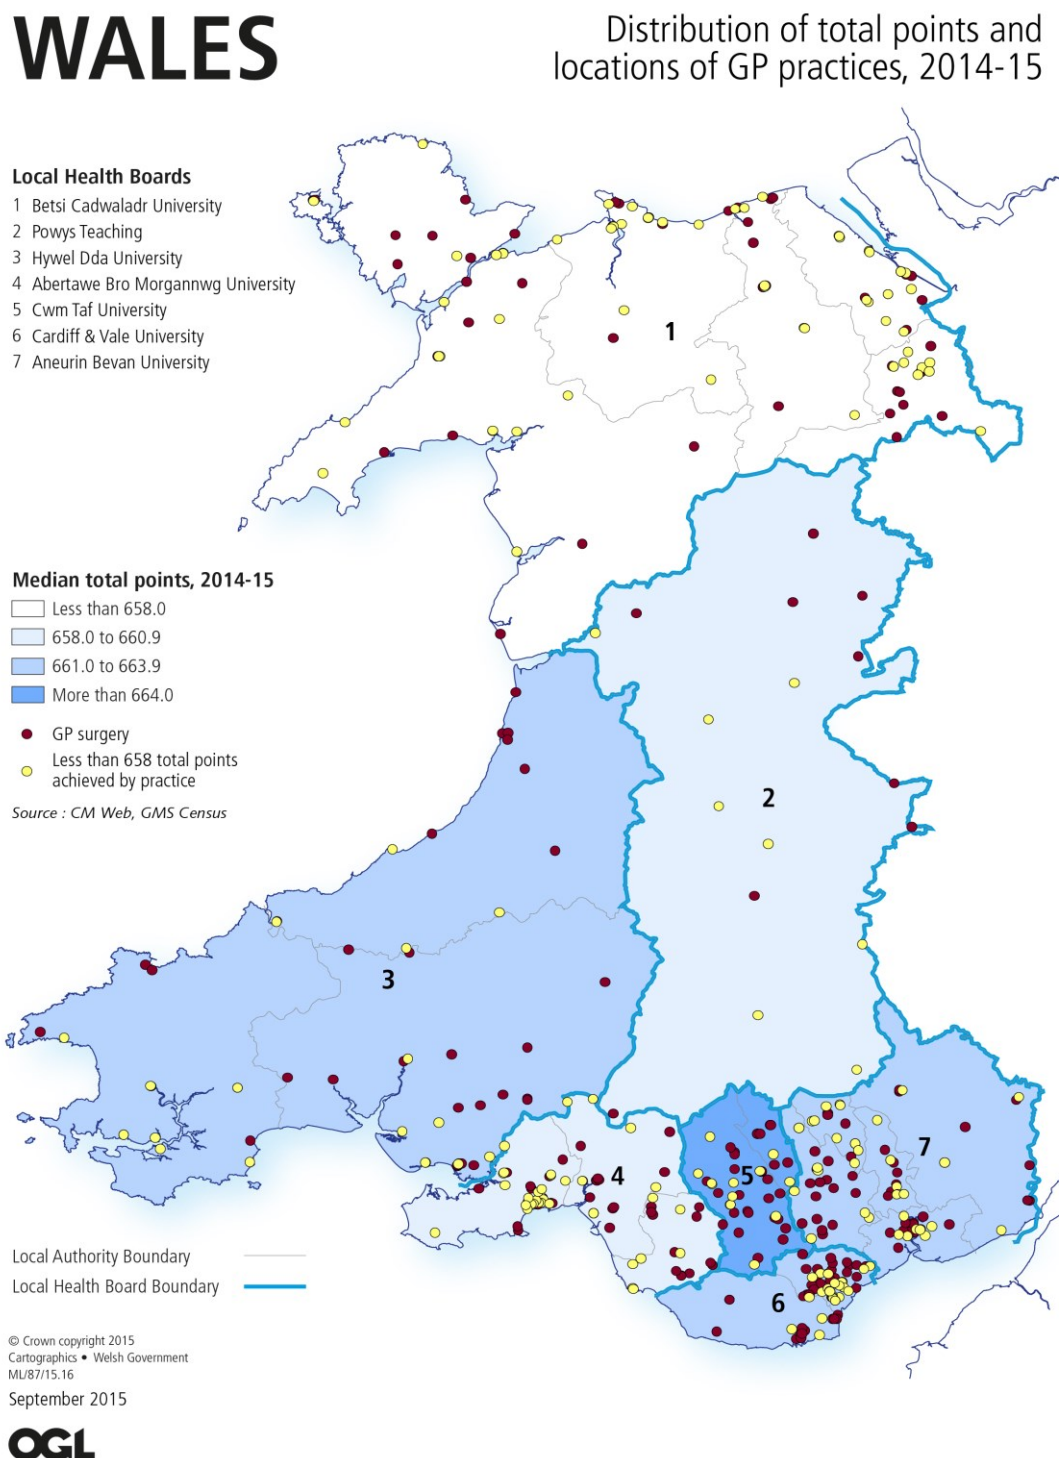 WALES
Distribution of total points and
locations of GP practices, 2014-15
Local Health Boards
1 Betsi Cadwaladr University
2 Powys Teaching
3 Hywel Dda University
4 Abertawe Bro Morgannwg University
5 Cwm Taf University
6 Cardiff & Vale University
7 Aneurin Bevan University
1
Median total points, 2014-15
Less than 658.0
658.0 to 660.9
661.0 to 663.9
More than 664.0
GP surgery
Less than 658 total points
achieved by practice
Source : CM Web, GMS Census
2
3
4
5
7
6
Local Authority Boundary
Local Health Board Boundary
© Crown copyright 2015
Cartographics • Welsh Government
ML/87/15.16
September 2015
OGL